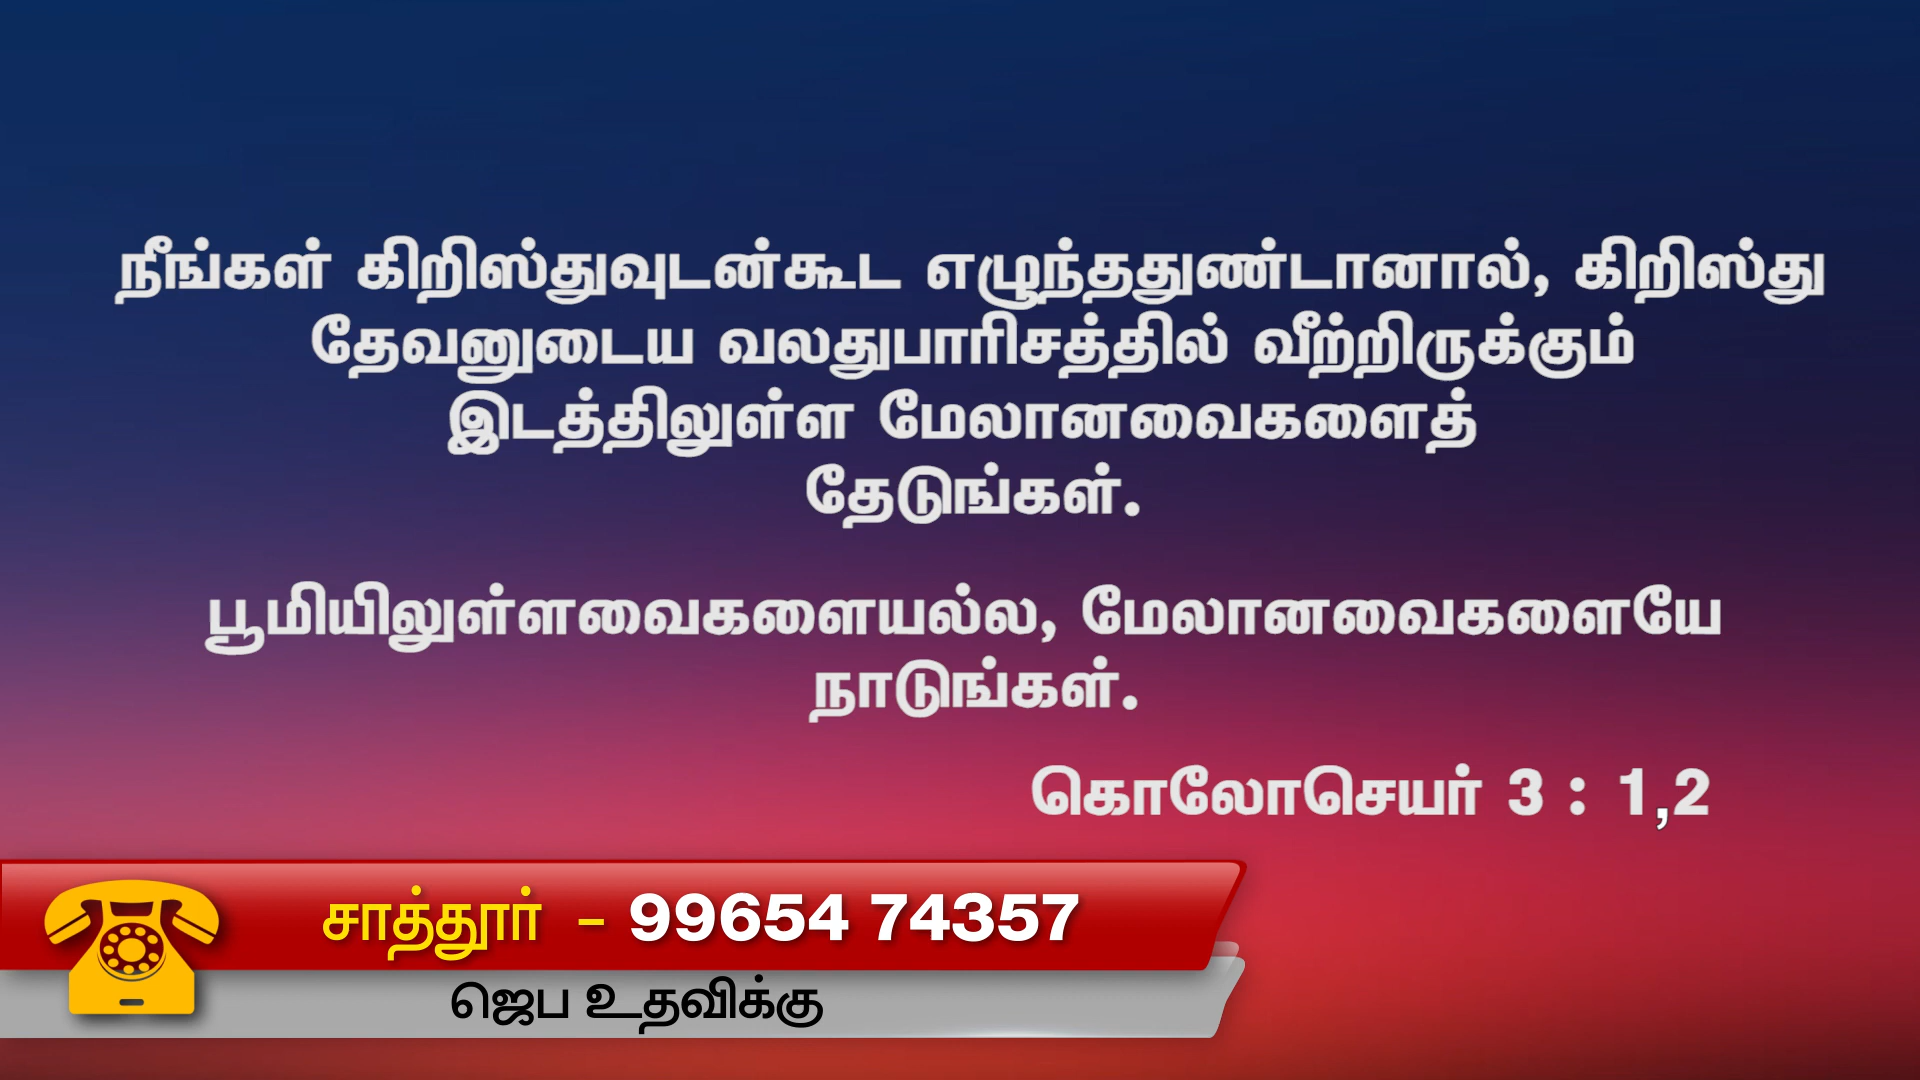 நீங்கள் கிறிஸ்துவுடன்கூட எழுந்ததுண்டானால், கிறிஸ்து
தேவனுடைய வலதுபாரிசத்தில் வீற்றிருக்கும்
இடத்திலுள்ள மேலானவைகளைத்
தேடுங்கள்.
பூமியிலுள்ளவைகளையல்ல, மேலானவைகளையே
நாடுங்கள்.
கொலோசெயர் 3 : 1,2
சாத்தூர் - 99654 74357
ஜெப உதவிக்கு